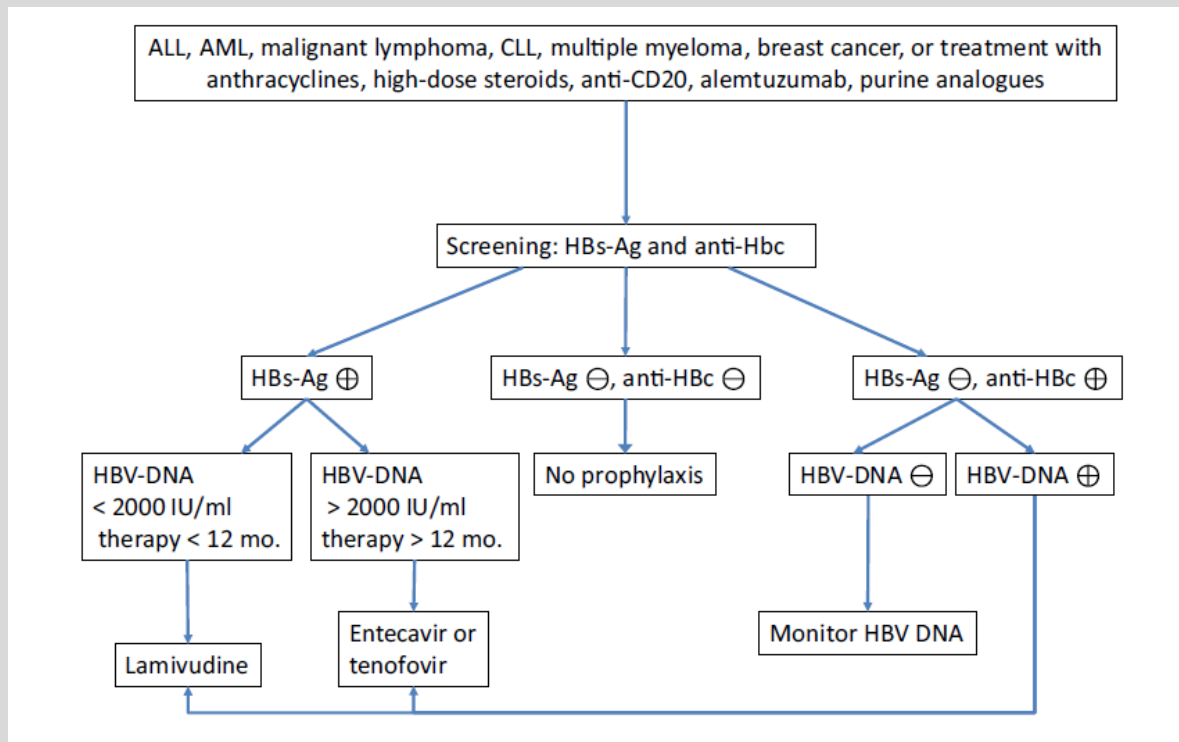 ALL, AML, malignant lymphoma, CLL, multiple myeloma, breast cancer, or treatment with
anthracyclines, high-dose steroids, anti-CD20, alemtuzumab, purine analogues
Screening: HBs-Ag and anti-Hbc
HBs-Ag ⊕
HBs-Ag ⊖, anti-HBc ⊖
HBs-Ag ⊖, anti-HBc ⊕
HBV-DNA
< 2000 IU/ml
therapy < 12 mo.
HBV-DNA
> 2000 IU/ml
therapy > 12 mo.
No prophylaxis
HBV-DNA ⊖
HBV-DNA ⊕
Lamivudine
Entecavir or
tenofovir
Monitor HBV DNA